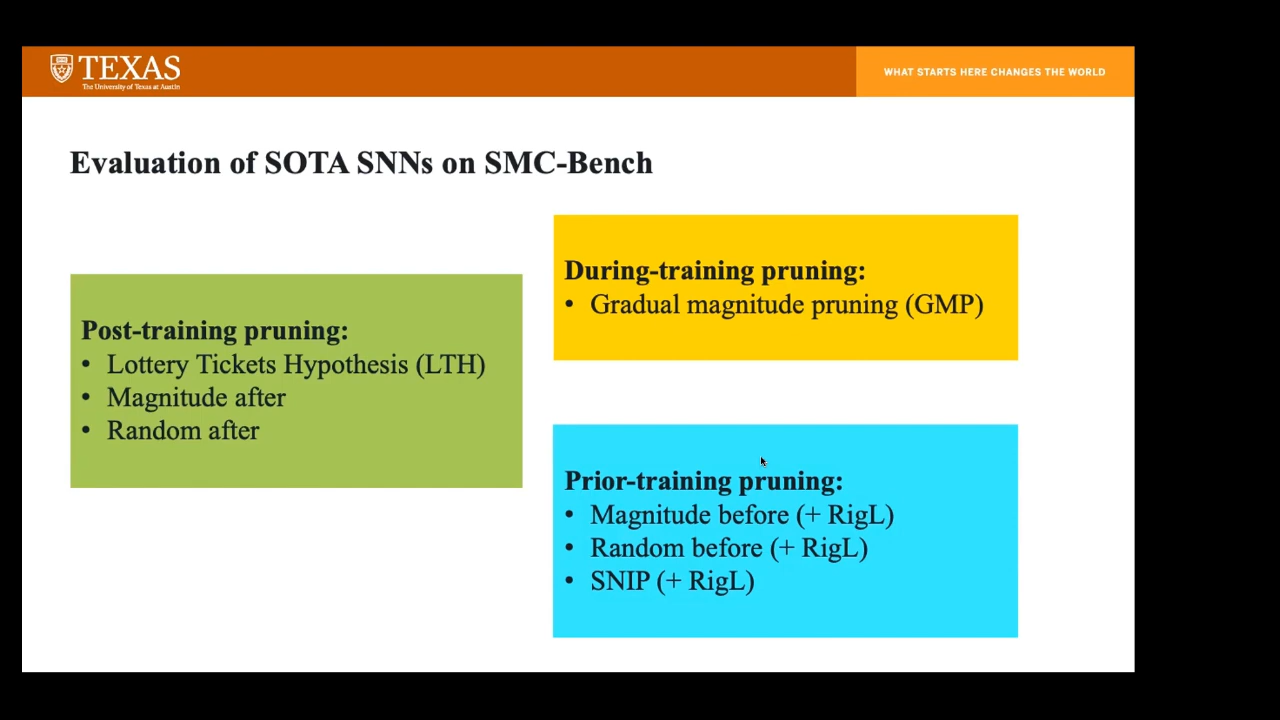 TEXAS
The University of Texas at Austin
WHAT STARTS HERE CHANGES THE WORLD
Evaluation of SOTA SNNs on SMC-Bench
Post-training pruning:
• Lottery Tickets Hypothesis (LTH)
• Magnitude after
• Random after
During-training pruning:
• Gradual magnitude pruning (GMP)
Prior-training pruning:
• Magnitude before (+ RigL)
• Random before (+ RigL)
• SNIP (+ RigL)